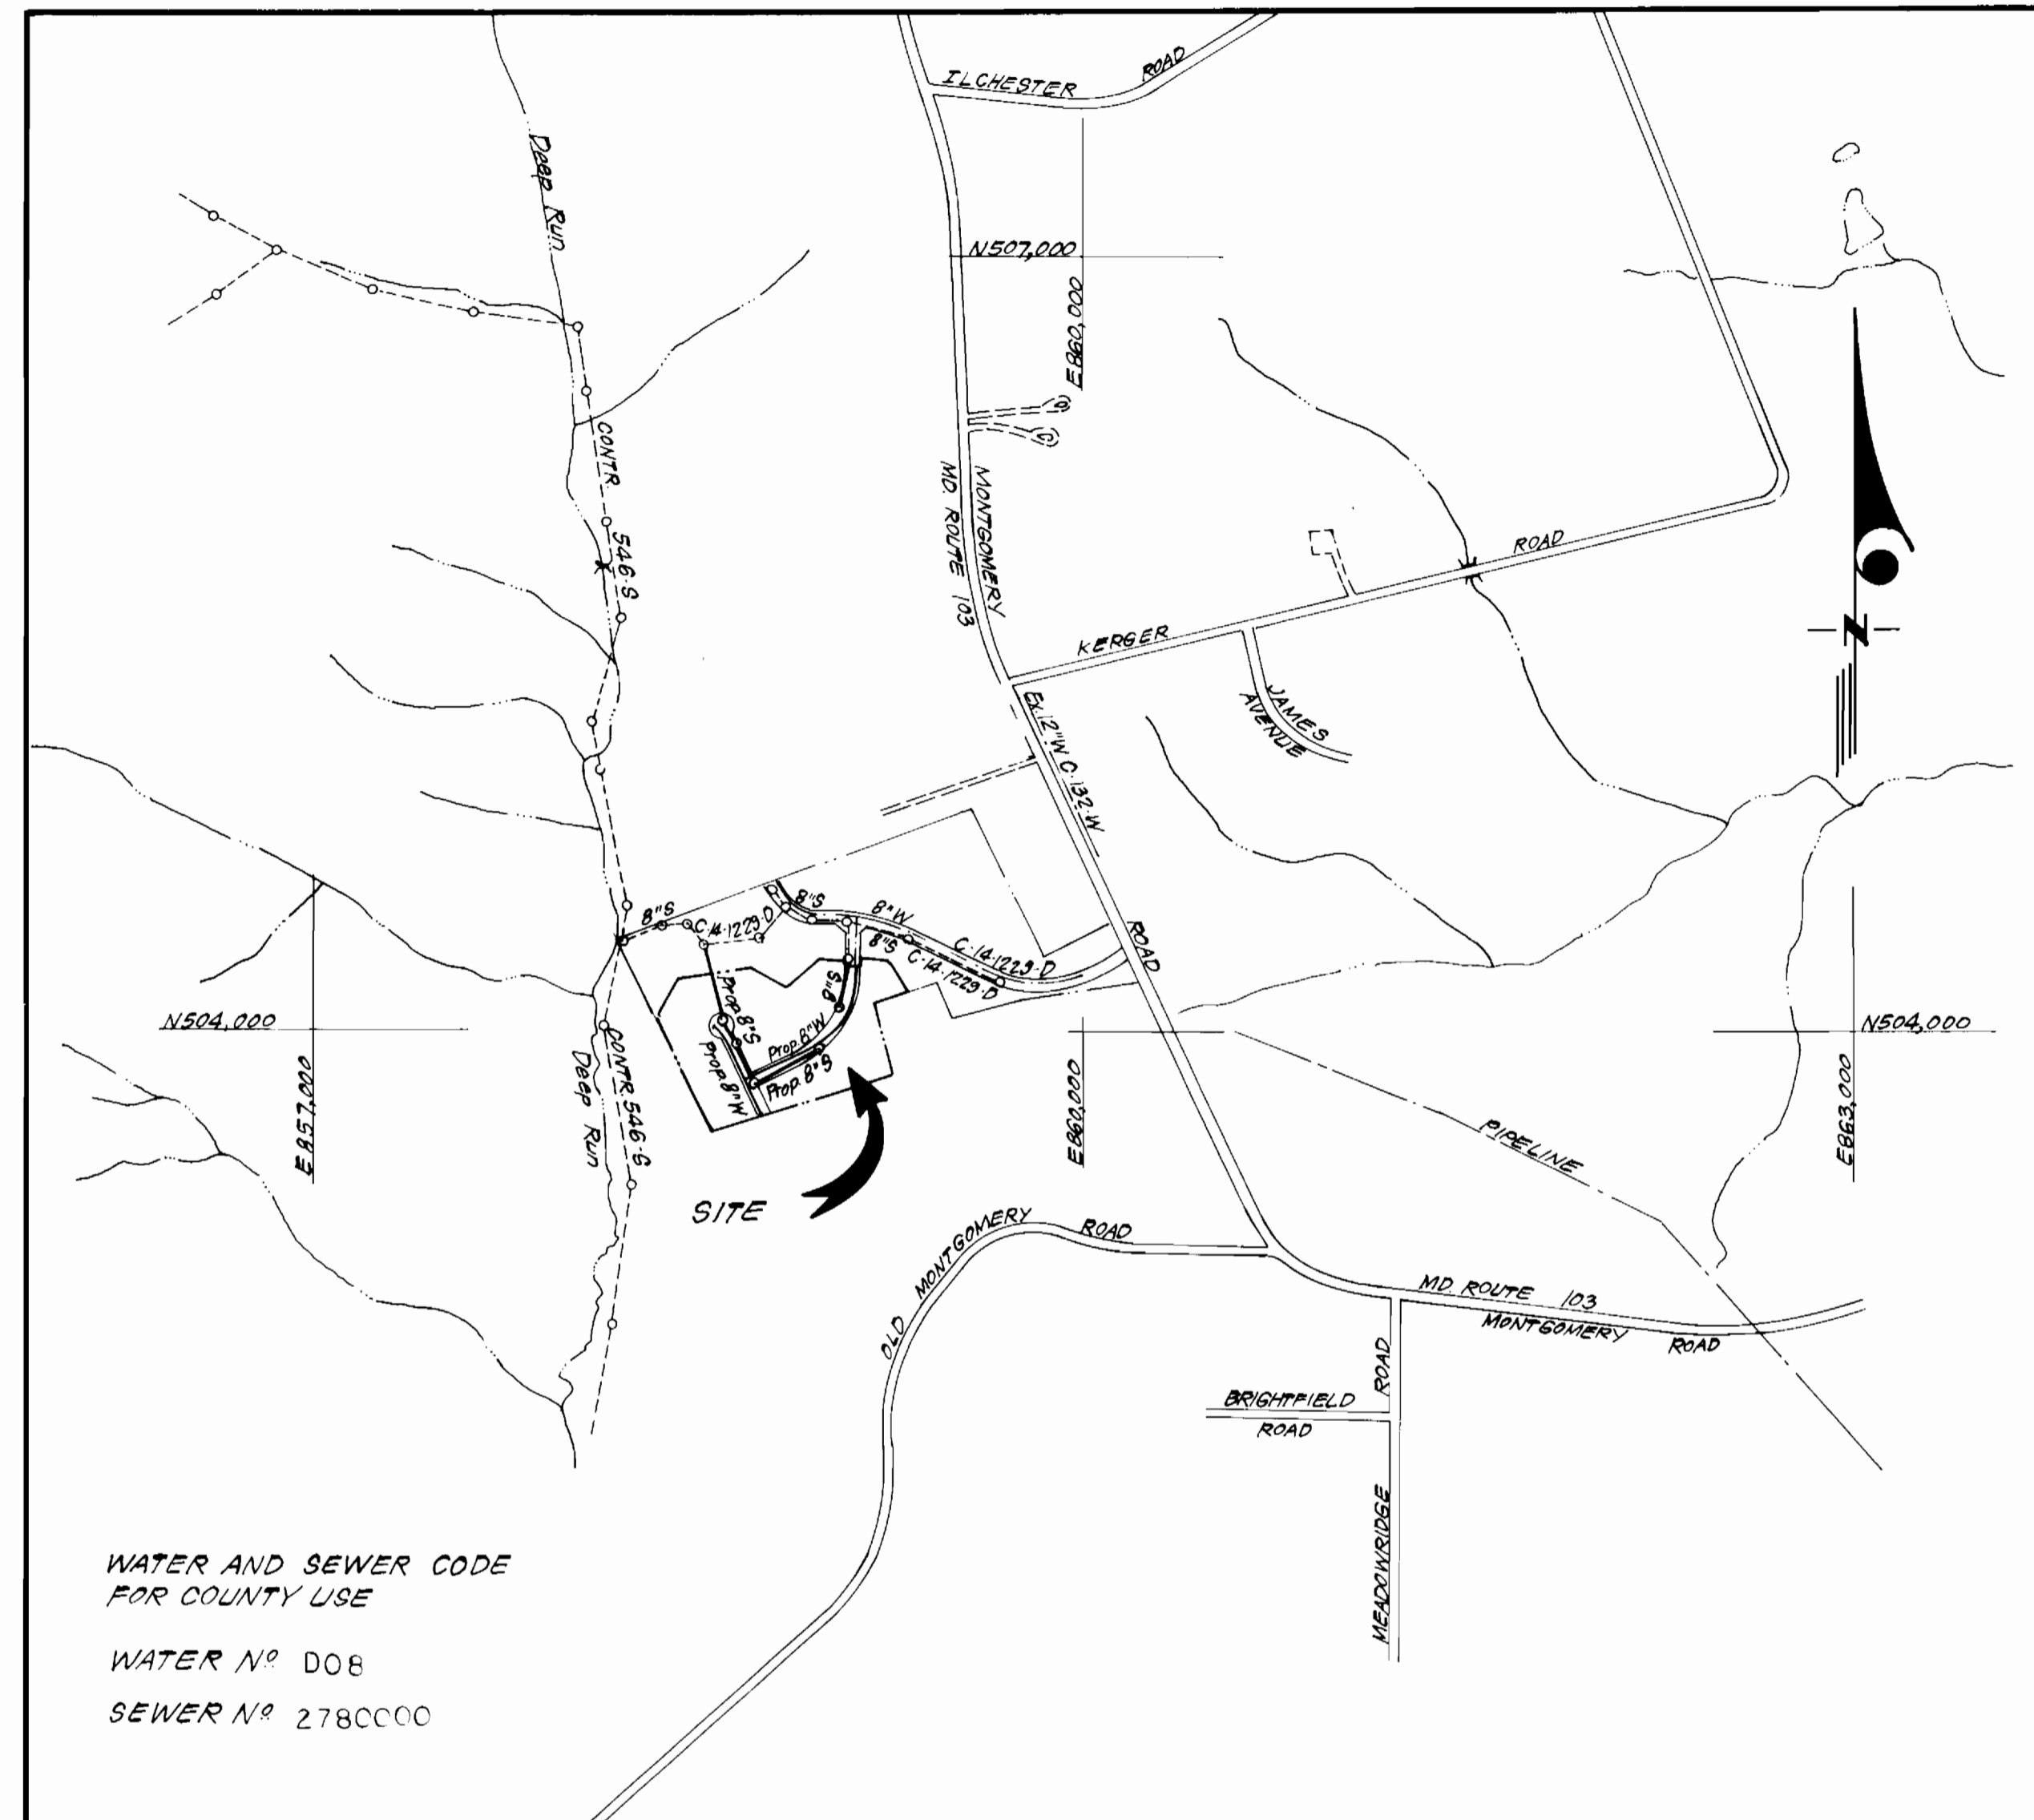 ILCHESTER ROAD
Deep Run
N507,000
E860,000
CONTR. 546-S
MONTGOMERY
MD. ROUTE 103
ROAD
KERGER
JAMES
AVENUE
N
Ex. 12"W C-132-W
8"S
C-14-1229-D
8"S
8"W
8"S
C-14-1229-D
C-14-1229-D
ROAD
8"S
Prop. 8"S
Prop. 8"W
Prop. 8"S
Prop. 8"W
N504,000
E857,000
CONTR. 546-S
Deep Run
E860,000
N504,000
E863,000
PIPELINE
SITE
OLD MONTGOMERY ROAD
MD. ROUTE 103
MONTGOMERY ROAD
BRIGHTFIELD
ROAD
MEADOWRIDGE ROAD
WATER AND SEWER CODE
FOR COUNTY USE
WATER Nº D08
SEWER Nº 2780000